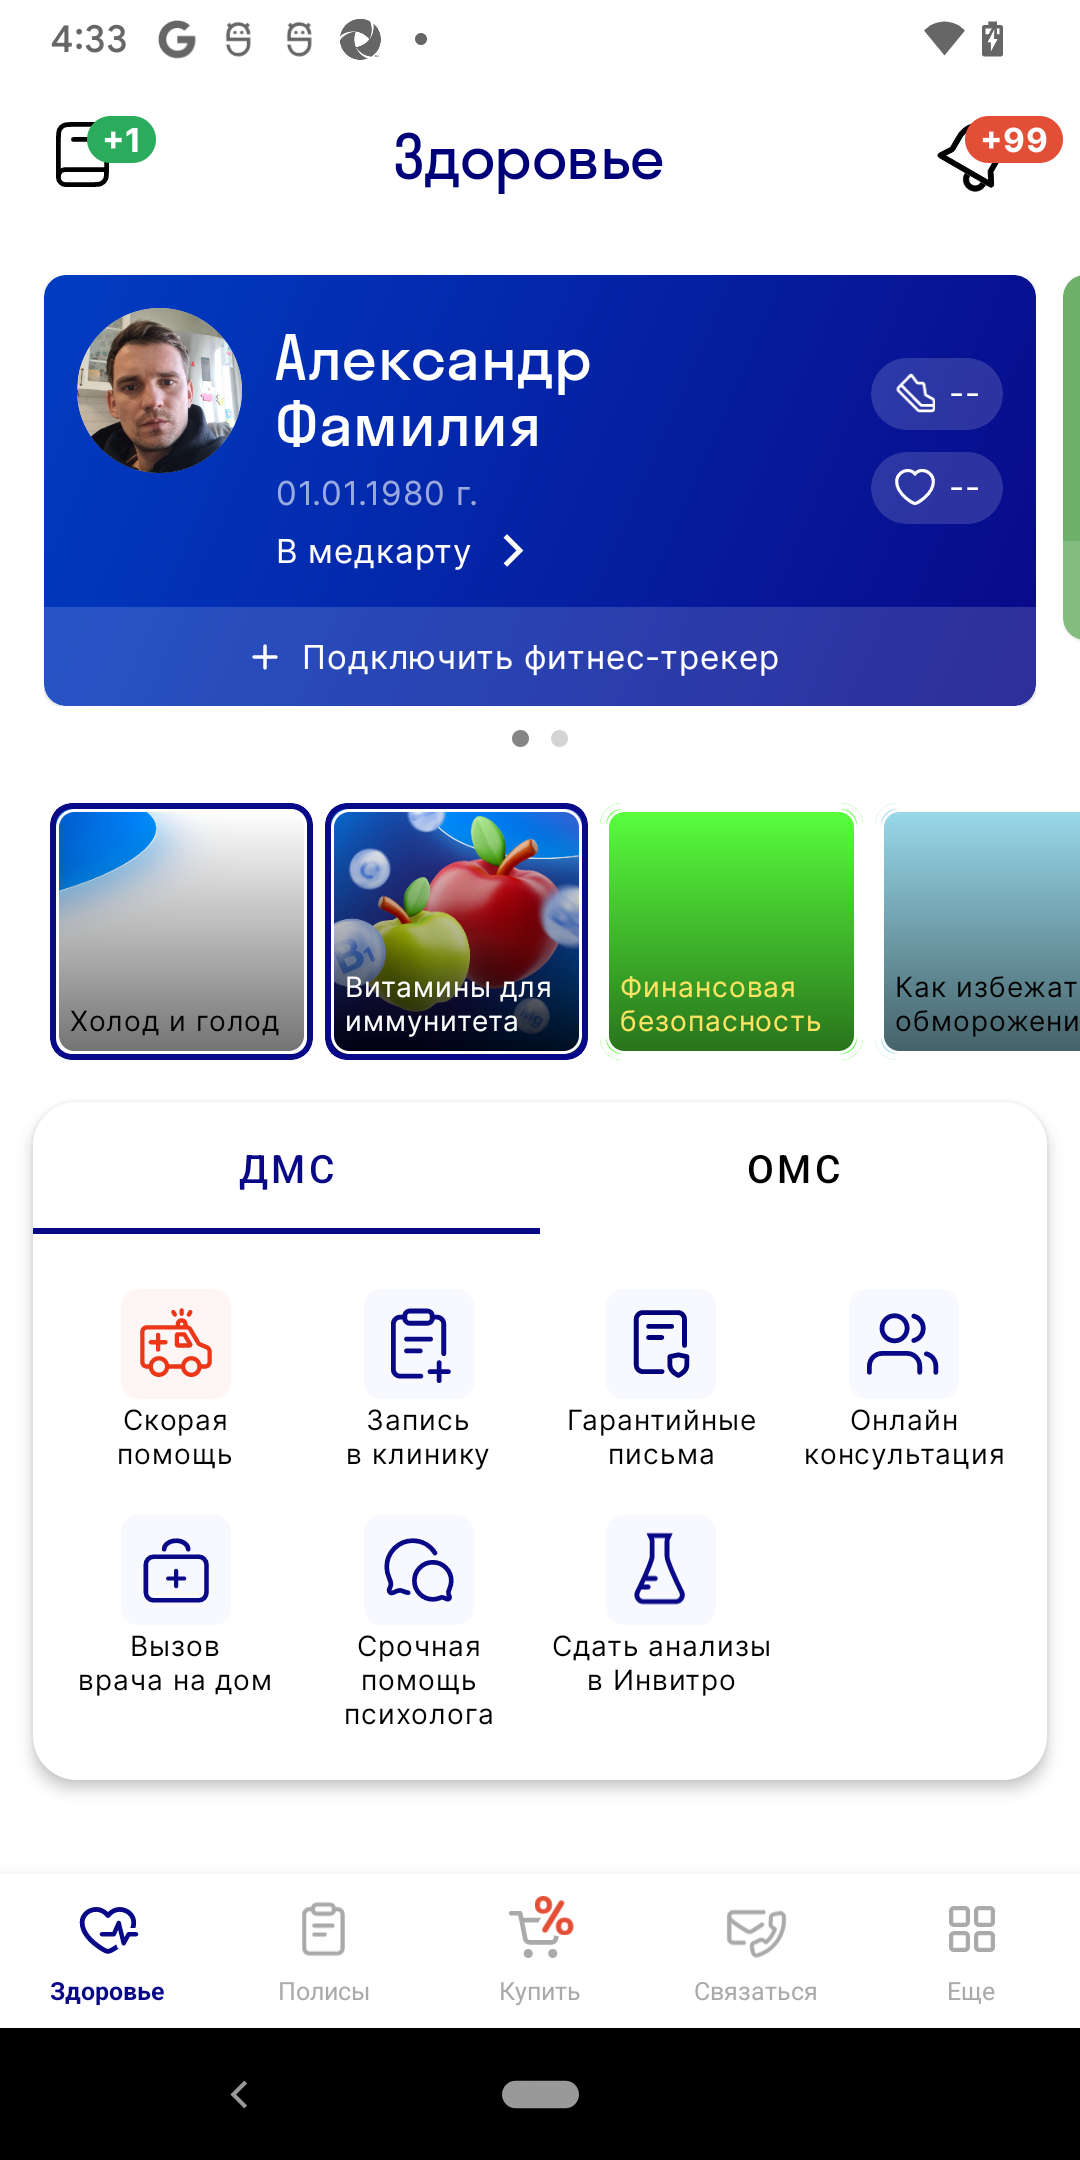 4:33
+1
Здоровье
+99
Александр
Фамилия
01.01.1980 г.
В медкарту
--
--
+ Подключить фитнес-трекер
Холод и голод
B1
Mg
Витамины для
иммунитета
Финансовая
безопасность
Как избежат
обморожени
ДМС
ОМС
Скорая
помощь
Запись
в клинику
Гарантийные
письма
Онлайн
консультация
Вызов
врача на дом
Срочная
помощь
психолога
Сдать анализы
в Инвитро
%
Здоровье
Полисы
Купить
Связаться
Еще